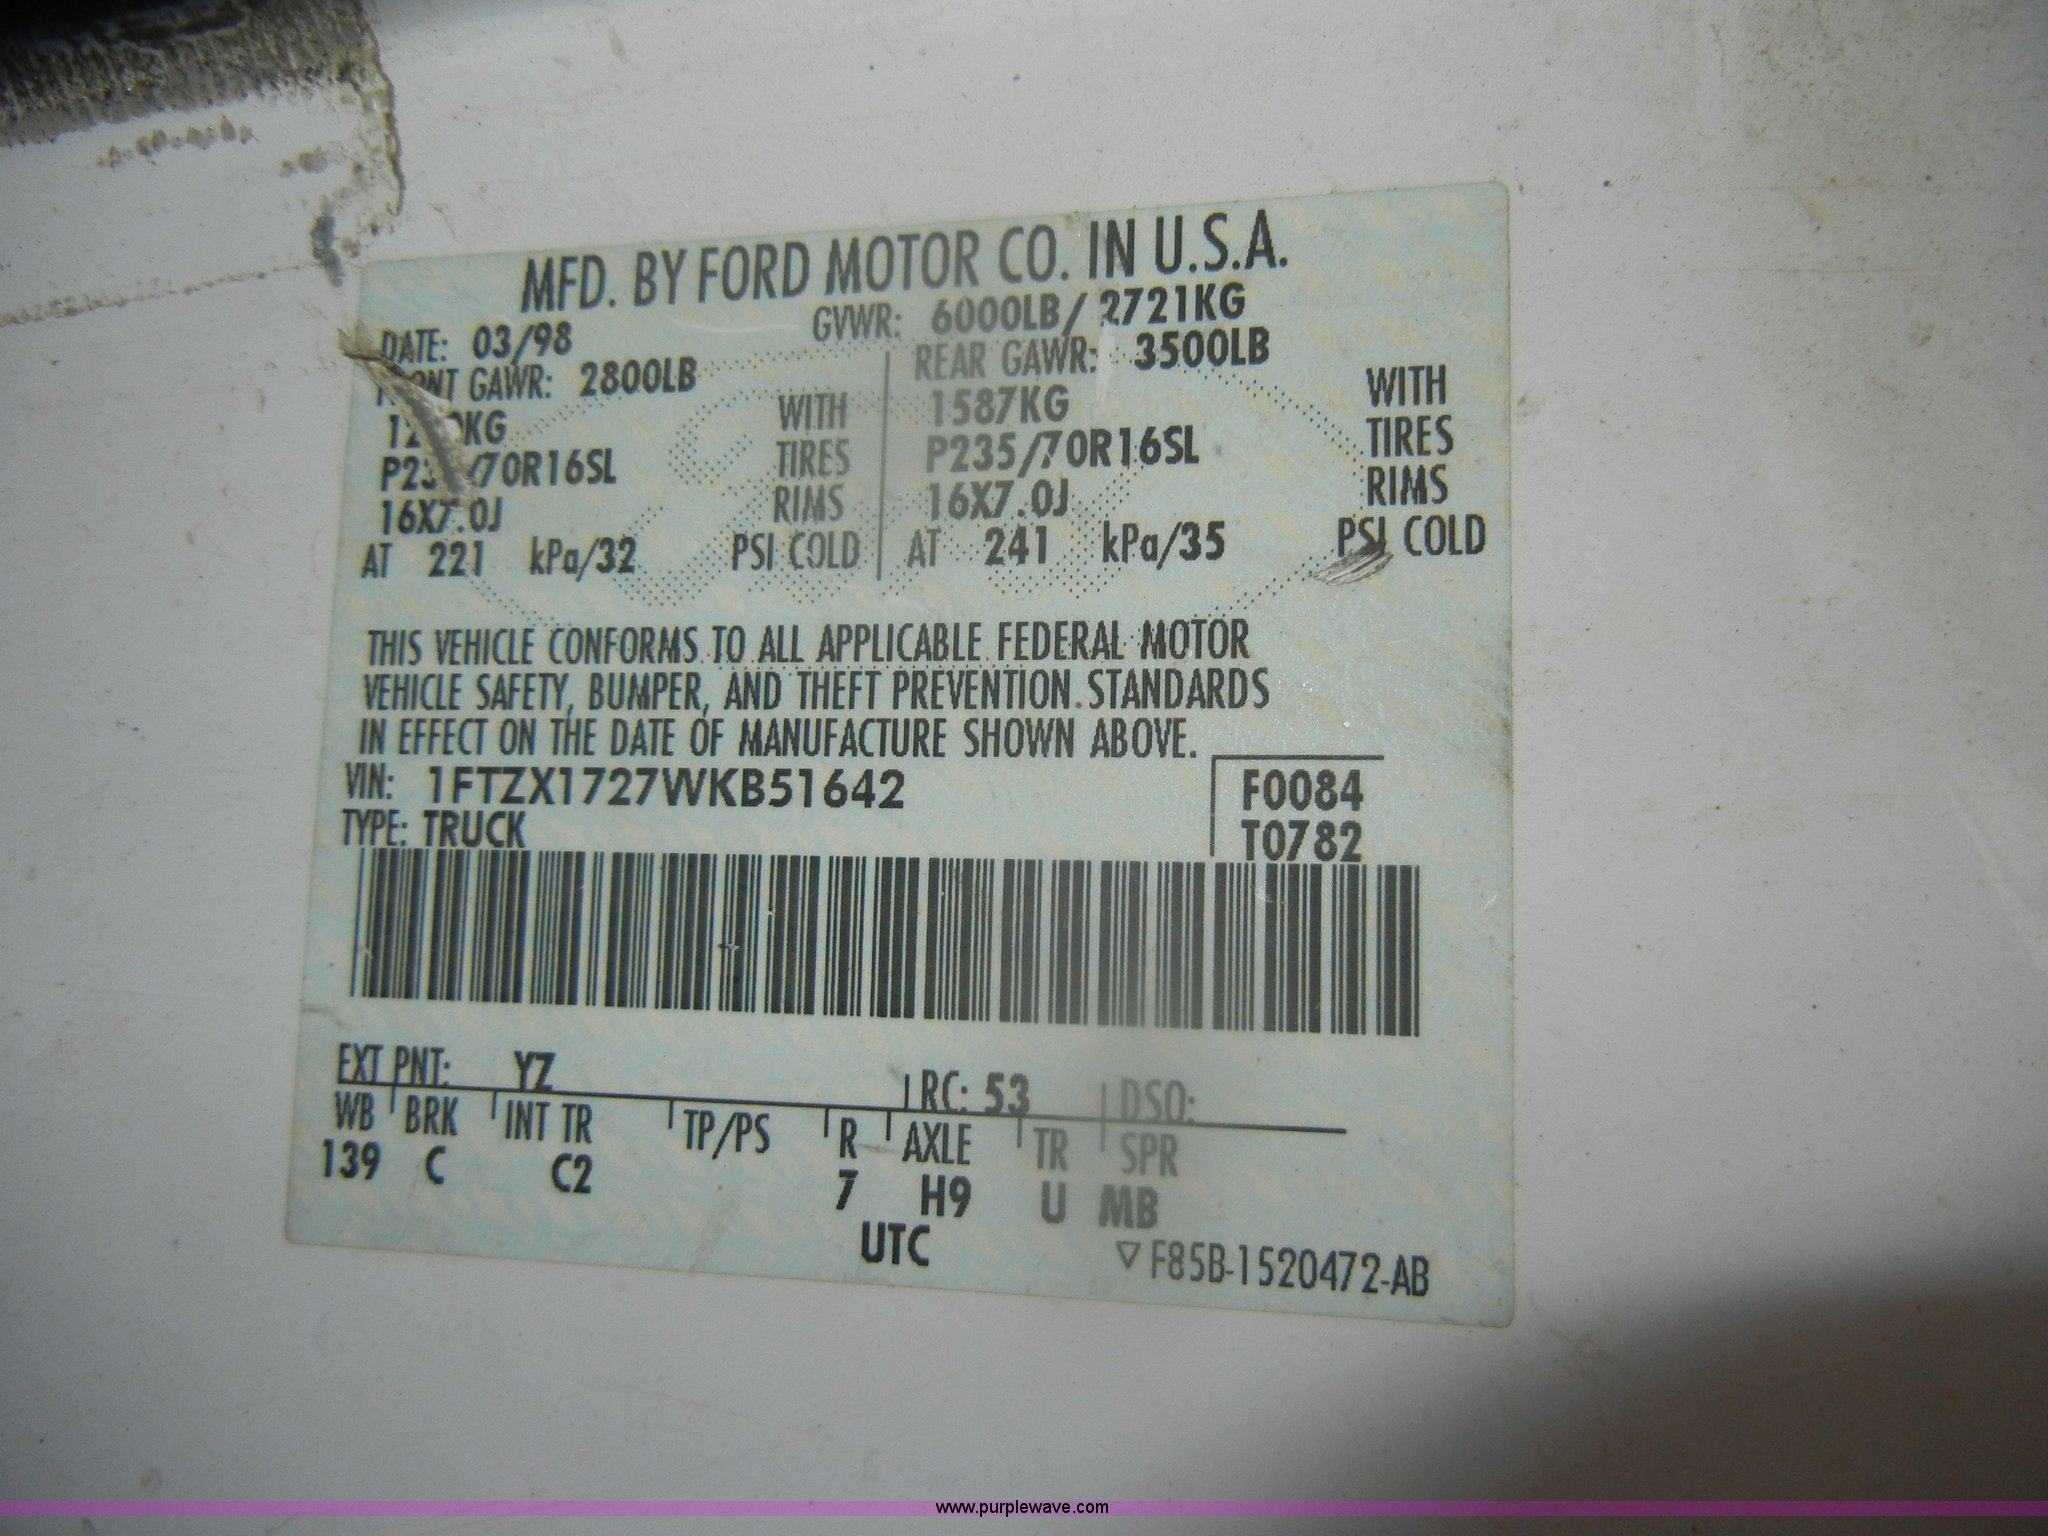 MFD. BY FORD MOTOR CO. IN U.S.A.
DATE: 03/98 GVWR: 6000LB/ 2721KG
GAWR: 2800LB REAR GAWR: 3500LB
WITH 1587KG WITH
TIRES P235/70R16SL TIRES
16X7.0J RIMS 16X7.0J RIMS
AT 221 kPa/32 PSI COLD AT 241 kPa/35 PSI COLD
THIS VEHICLE CONFORMS TO ALL APPLICABLE FEDERAL MOTOR
VEHICLE SAFETY, BUMPER, AND THEFT PREVENTION STANDARDS
IN EFFECT ON THE DATE OF MANUFACTURE SHOWN ABOVE.
VIN: 1FTZX1727WKB51642 F0084
TYPE: TRUCK T0782
EXT PNT: YZ RC: 53 DSO:
WB BRK INT TR TP/PS R AXLE TR SPR
139 C C2 7 H9 U MB
UTC
▽ F85B-1520472-AB
www.purplewave.com